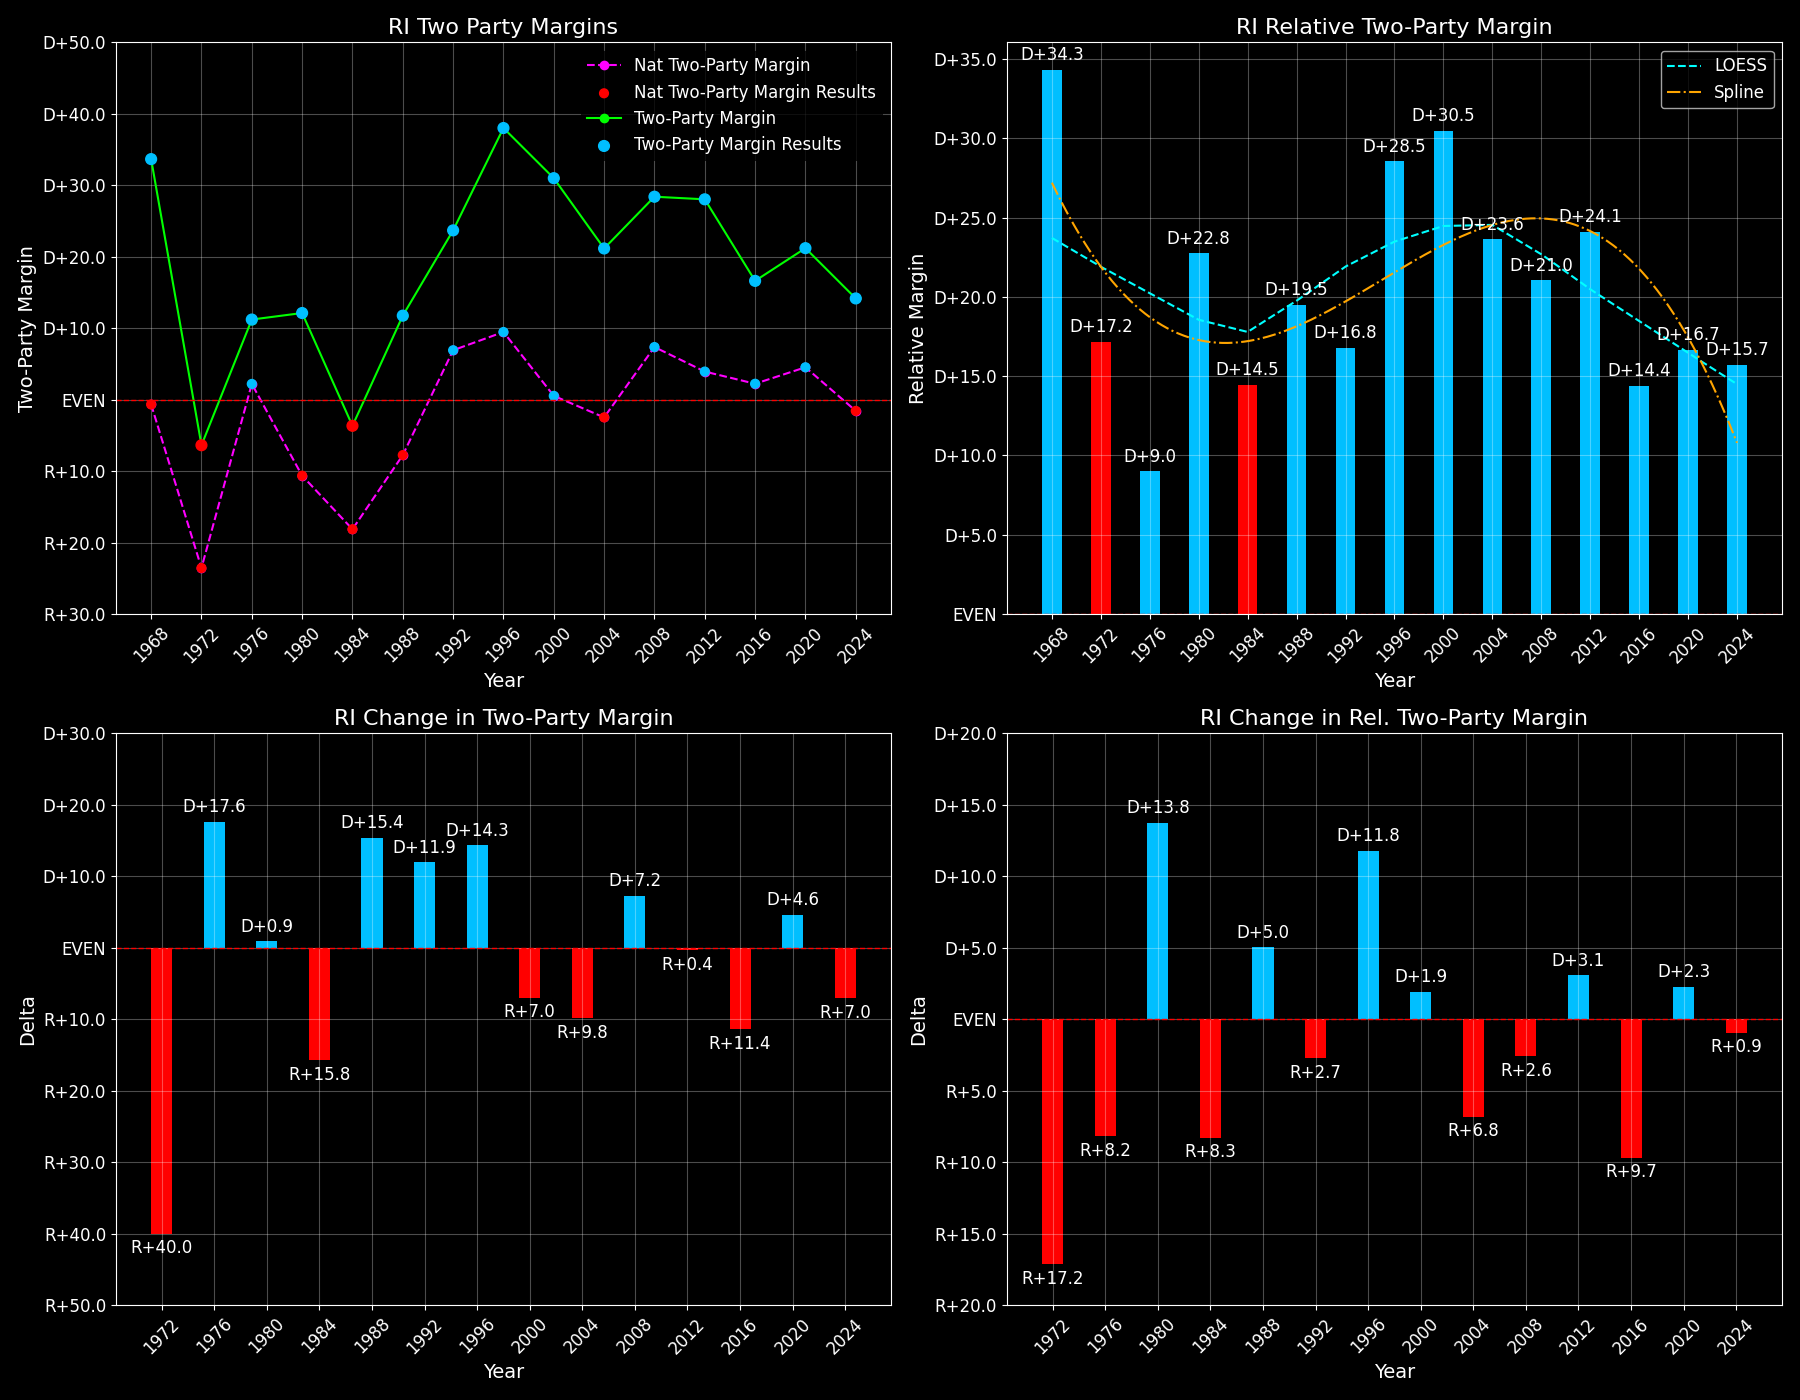 RI Two Party Margins
D+50.0
D+40.0
D+30.0
D+20.0
D+10.0
EVEN
R+10.0
R+20.0
R+30.0
Two-Party Margin
Nat Two-Party Margin
Nat Two-Party Margin Results
Two-Party Margin
Two-Party Margin Results
1968
1972
1976
1980
1984
1988
1992
1996
2000
2004
2008
2012
2016
2020
2024
Year
RI Relative Two-Party Margin
D+35.0
D+30.0
D+25.0
D+20.0
D+15.0
D+10.0
D+5.0
EVEN
Relative Margin
LOESS
Spline
D+34.3
D+17.2
D+9.0
D+22.8
D+14.5
D+19.5
D+16.8
D+28.5
D+30.5
D+23.6
D+21.0
D+24.1
D+14.4
D+16.7
D+15.7
1968
1972
1976
1980
1984
1988
1992
1996
2000
2004
2008
2012
2016
2020
2024
Year
RI Change in Two-Party Margin
D+30.0
D+20.0
D+10.0
EVEN
R+10.0
R+20.0
R+30.0
R+40.0
R+50.0
Delta
R+40.0
D+17.6
D+0.9
R+15.8
D+15.4
D+11.9
D+14.3
R+7.0
R+9.8
D+7.2
R+0.4
R+11.4
D+4.6
R+7.0
1972
1976
1980
1984
1988
1992
1996
2000
2004
2008
2012
2016
2020
2024
Year
RI Change in Rel. Two-Party Margin
D+20.0
D+15.0
D+10.0
D+5.0
EVEN
R+5.0
R+10.0
R+15.0
R+20.0
Delta
R+17.2
R+8.2
D+13.8
R+8.3
D+5.0
R+2.7
D+11.8
D+1.9
R+6.8
R+2.6
D+3.1
R+9.7
D+2.3
R+0.9
1972
1976
1980
1984
1988
1992
1996
2000
2004
2008
2012
2016
2020
2024
Year